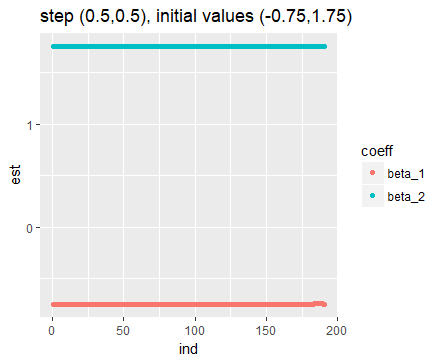 step (0.5,0.5), initial values (-0.75,1.75)
est
1
0
0
50
100
150
200
ind
coeff
beta_1
beta_2